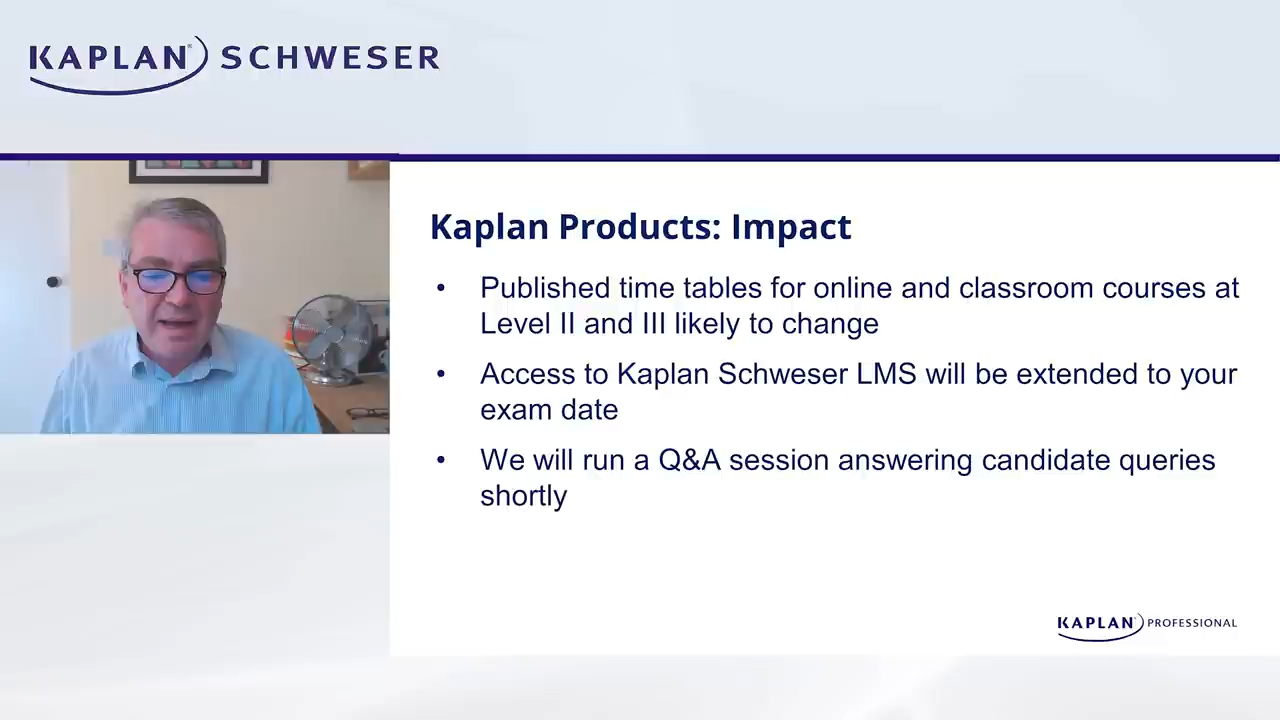 KAPLAN SCHWESER
Kaplan Products: Impact
• Published time tables for online and classroom courses at
Level II and III likely to change
• Access to Kaplan Schweser LMS will be extended to your
exam date
• We will run a Q&A session answering candidate queries
shortly
KAPLAN PROFESSIONAL